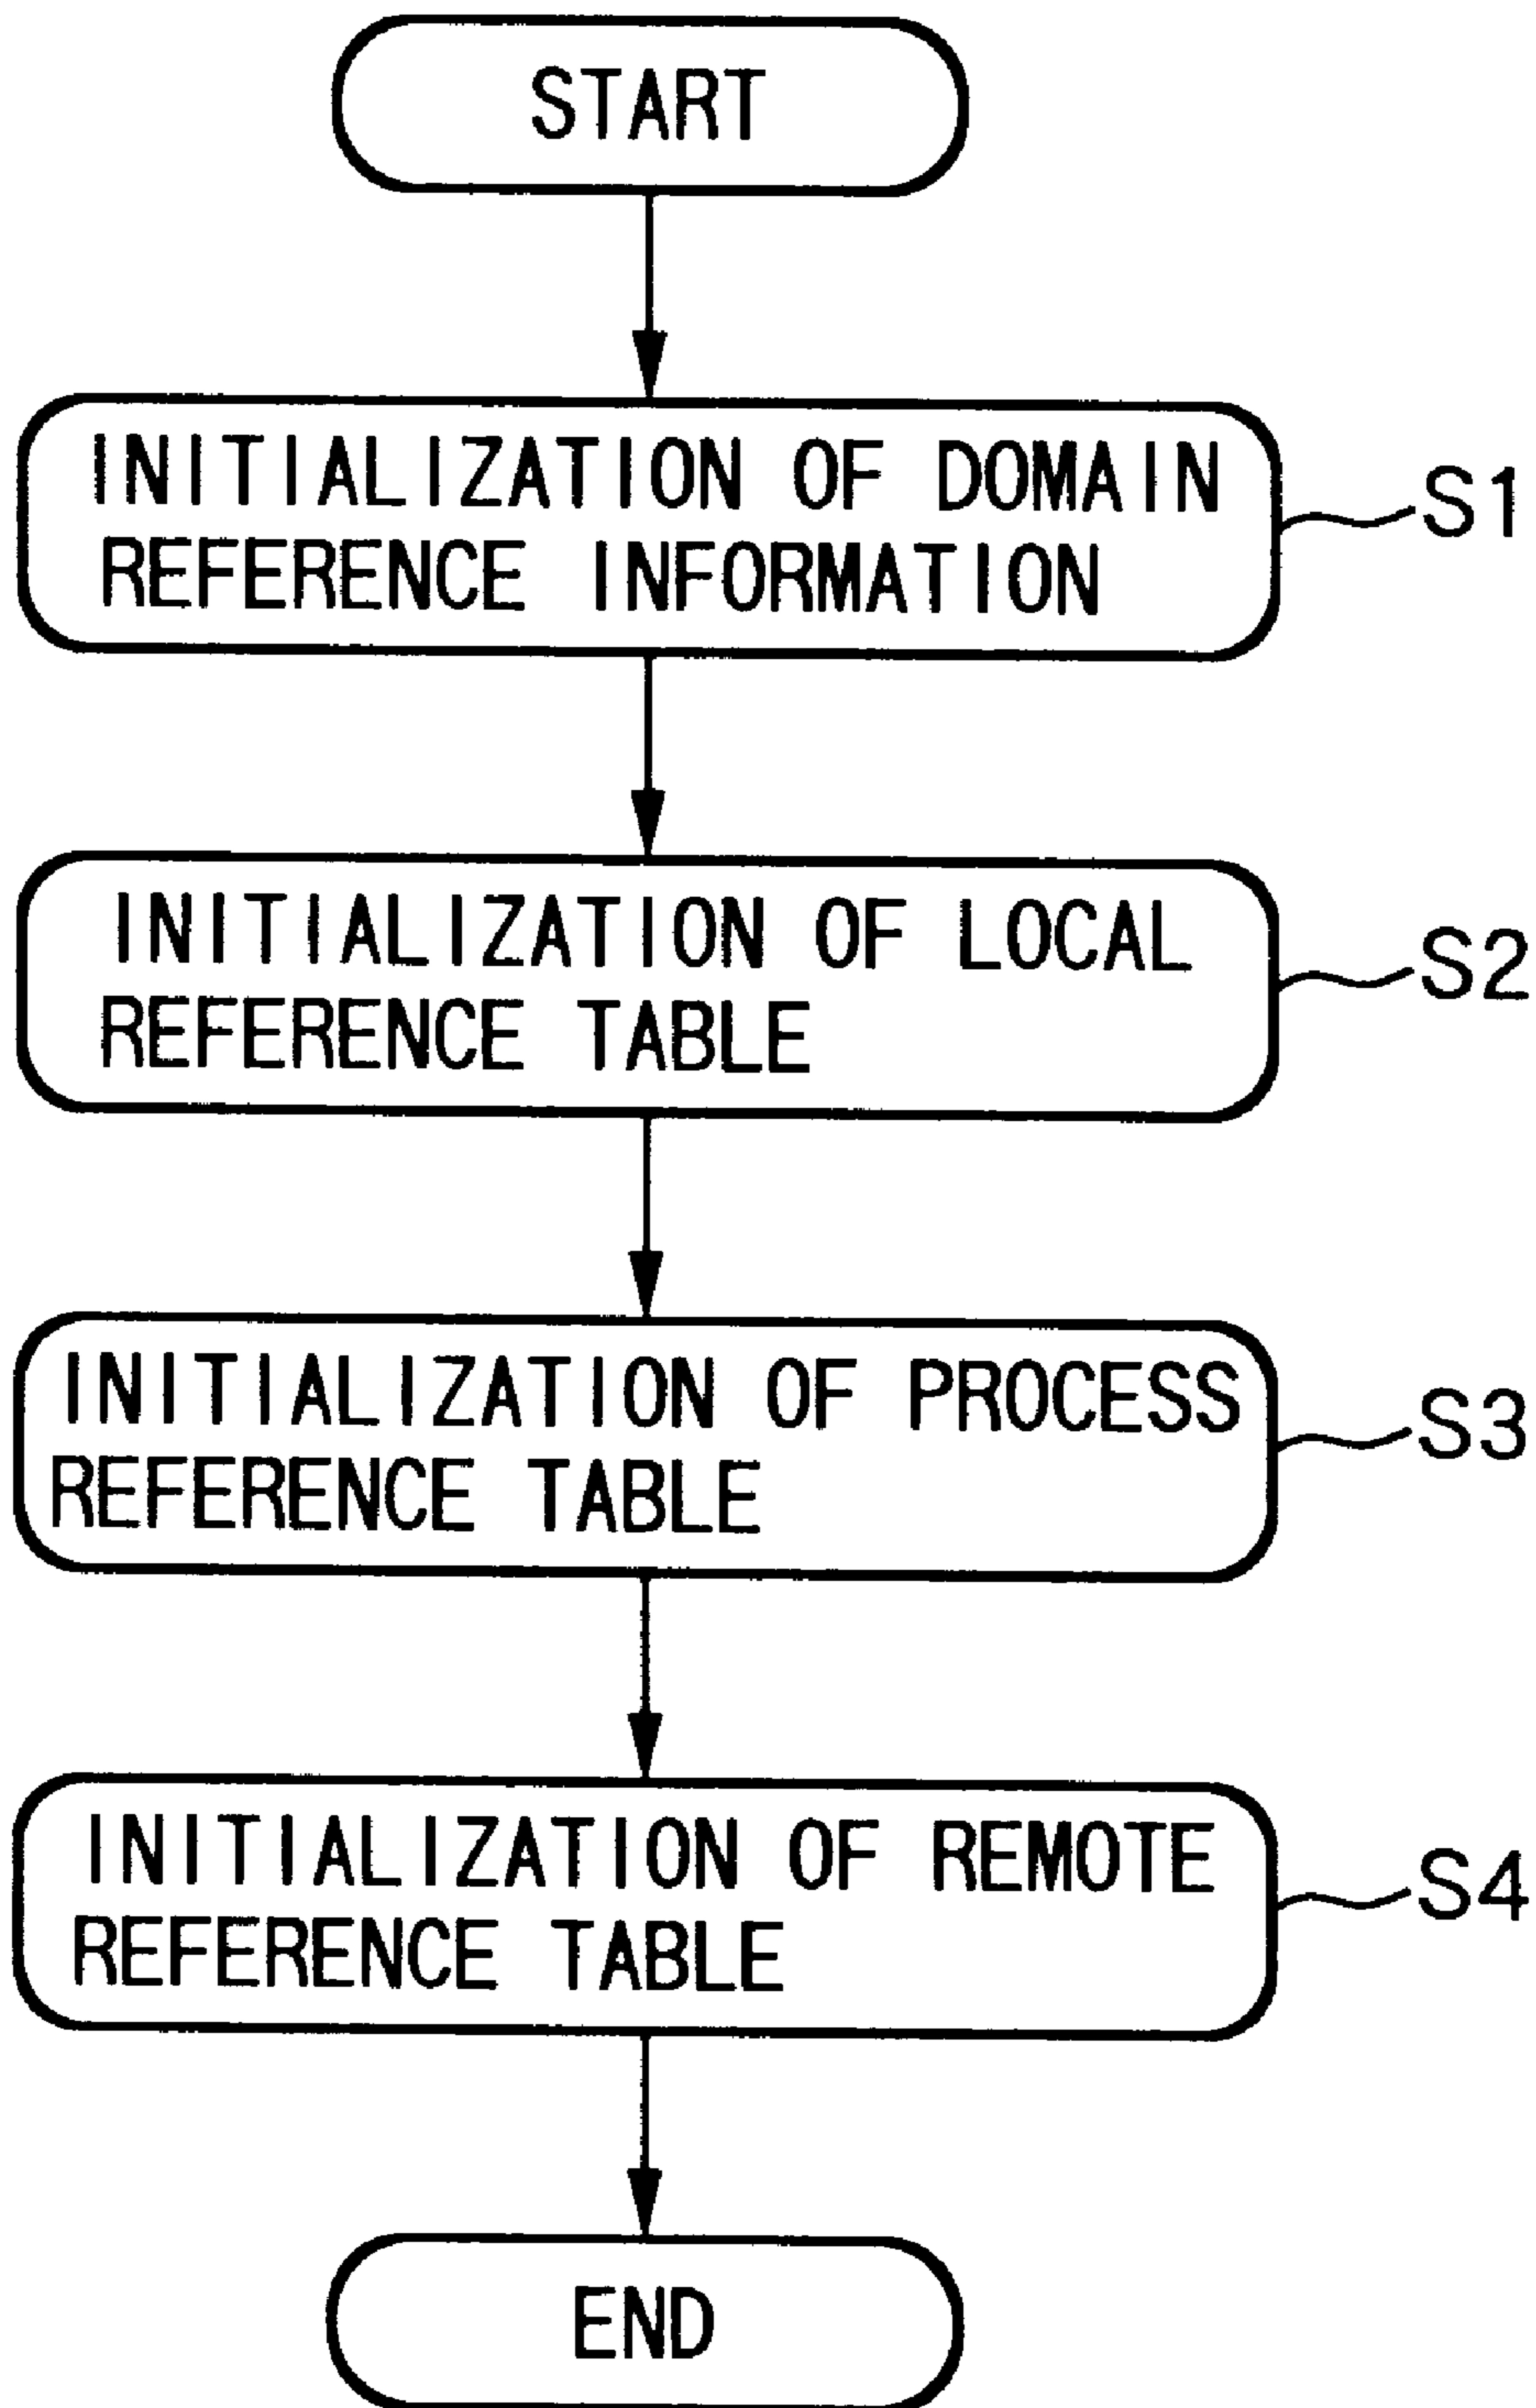 START
INITIALIZATION OF DOMAIN
REFERENCE INFORMATION
S1
INITIALIZATION OF LOCAL
REFERENCE TABLE
S2
INITIALIZATION OF PROCESS
REFERENCE TABLE
S3
INITIALIZATION OF REMOTE
REFERENCE TABLE
S4
END